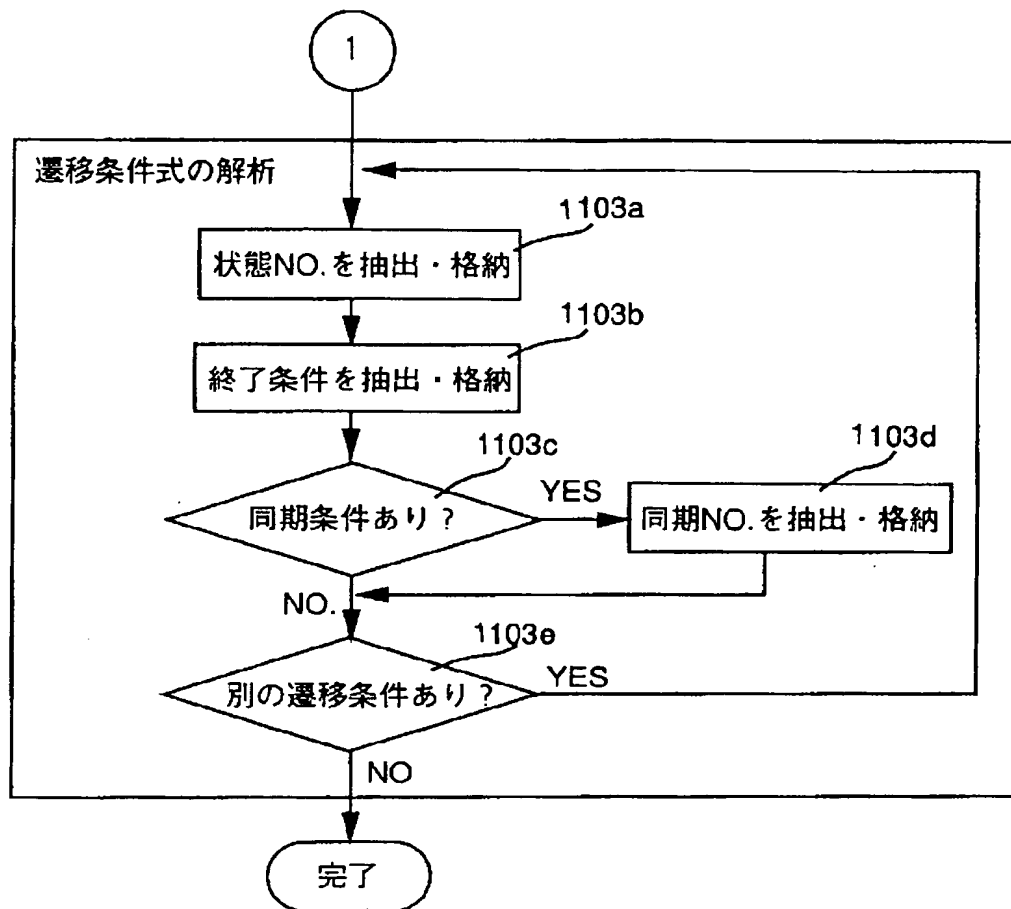 1
遷移条件式の解析
1103a
状態NO.を抽出・格納
1103b
終了条件を抽出・格納
1103c
同期条件あり?
YES
1103d
同期NO.を抽出・格納
NO.
1103e
別の遷移条件あり?
YES
NO
完了